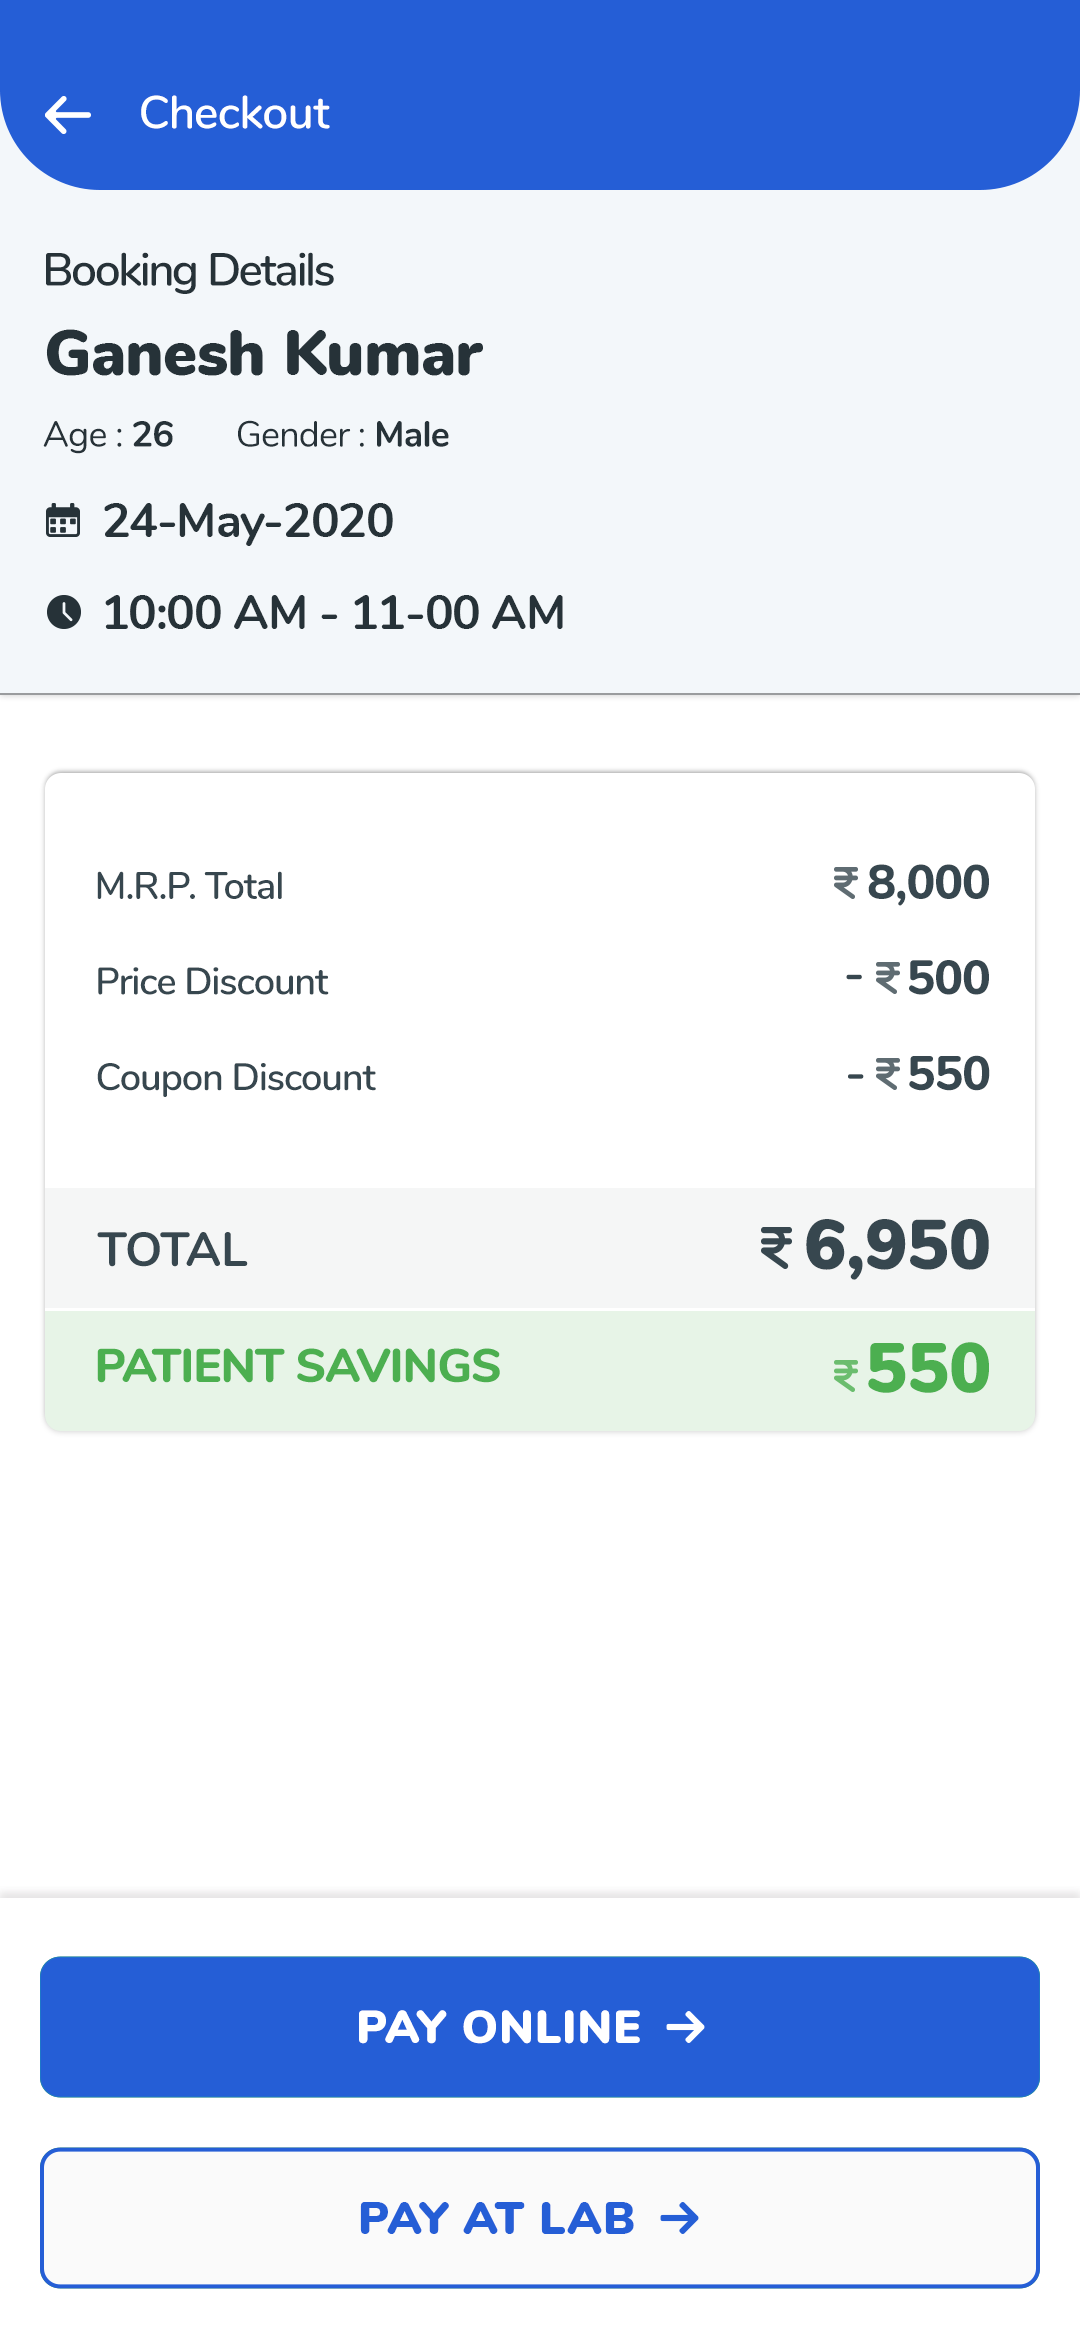 Checkout
Booking Details
Ganesh Kumar
Age : 26 Gender : Male
24-May-2020
10:00 AM - 11-00 AM
M.R.P. Total ₹ 8,000
Price Discount - ₹ 500
Coupon Discount - ₹ 550
TOTAL ₹ 6,950
PATIENT SAVINGS ₹ 550
PAY ONLINE →
PAY AT LAB →